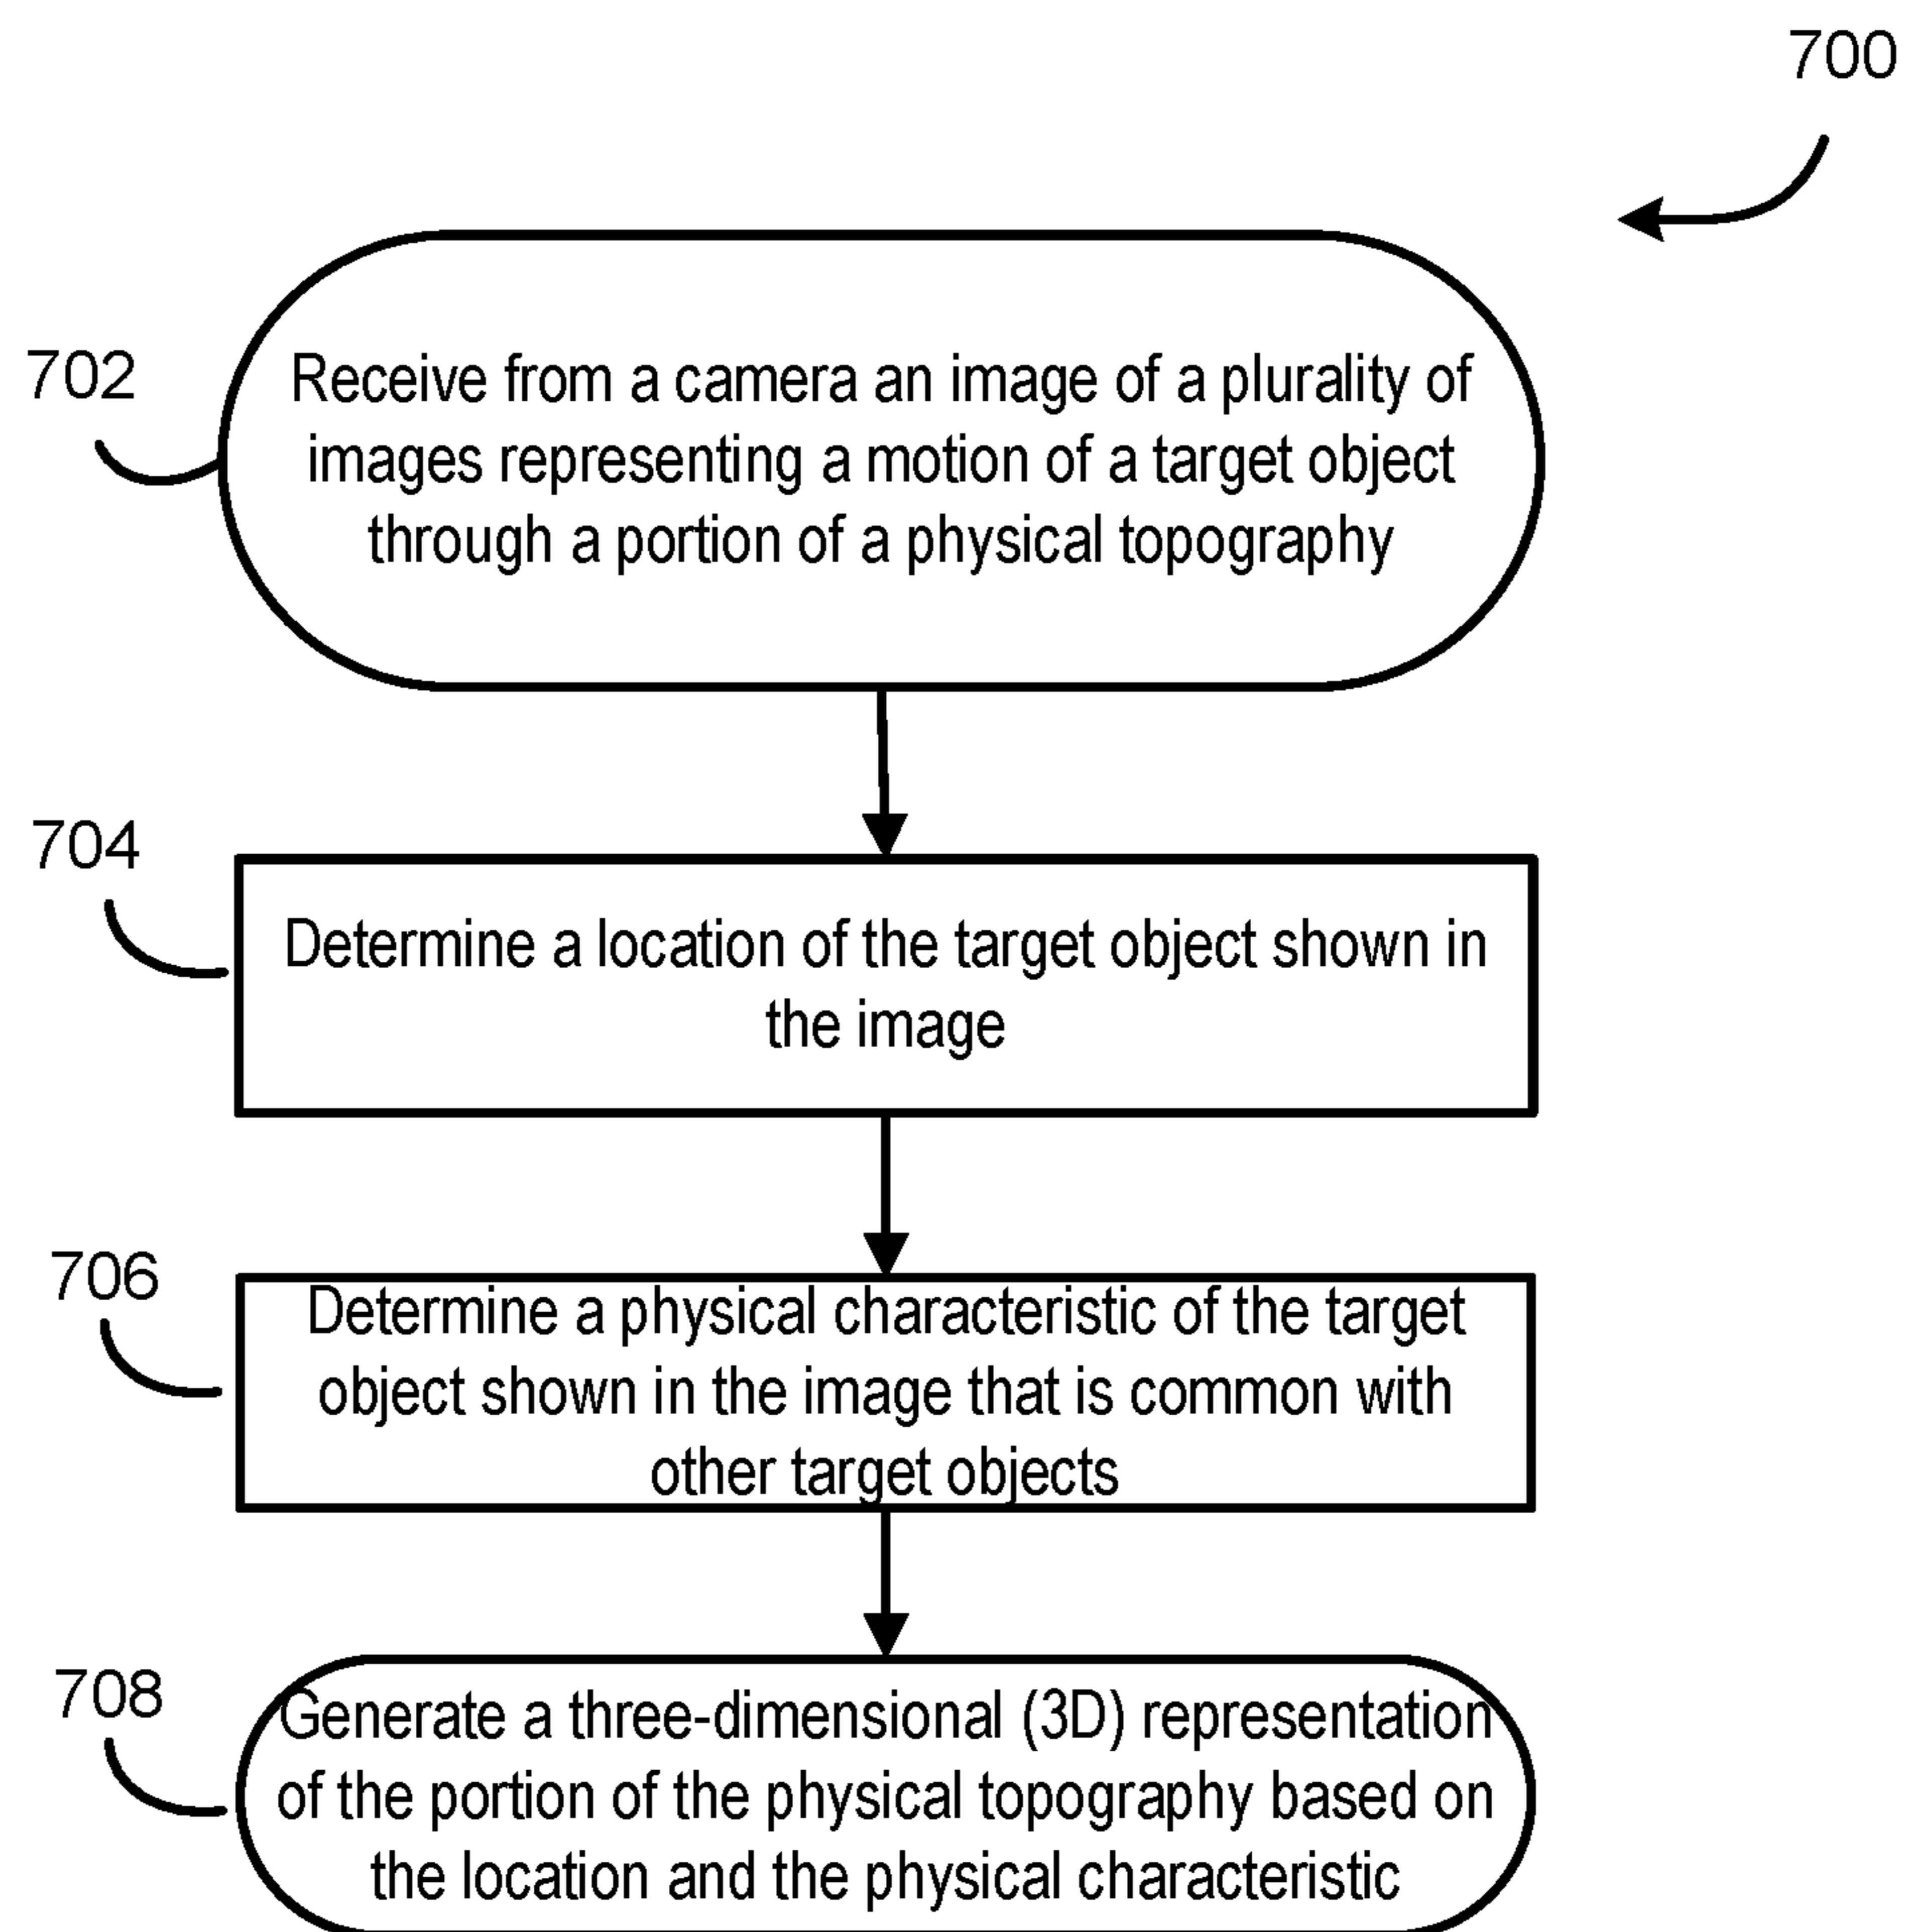 700
702
Receive from a camera an image of a plurality of
images representing a motion of a target object
through a portion of a physical topography
704
Determine a location of the target object shown in
the image
706
Determine a physical characteristic of the target
object shown in the image that is common with
other target objects
708
Generate a three-dimensional (3D) representation
of the portion of the physical topography based on
the location and the physical characteristic